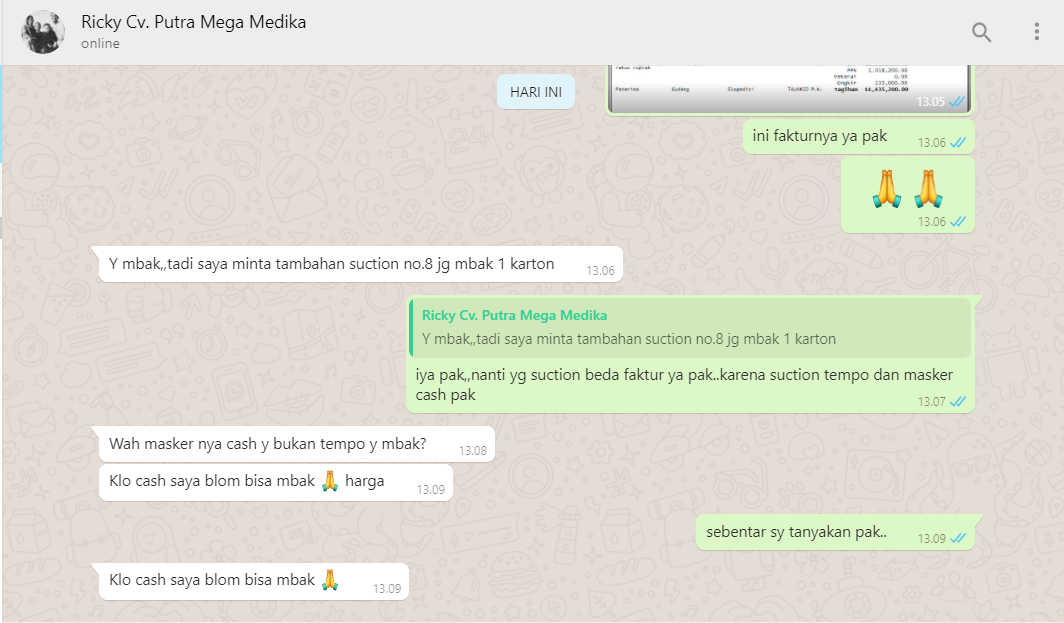 Ricky Cv. Putra Mega Medika
online
HARI INI
ratus rupiah
PPN 1,018,200.00
Meterai 0.00
Ongkir 235,000.00
Penerima Gudang Ekspedisi Tagihan 11,435,200.00
13.05
ini fakturnya ya pak 13.06
🙏 🙏
13.06
Y mbak,,tadi saya minta tambahan suction no.8 jg mbak 1 karton 13.06
Ricky Cv. Putra Mega Medika
Y mbak,,tadi saya minta tambahan suction no.8 jg mbak 1 karton
iya pak,,nanti yg suction beda faktur ya pak..karena suction tempo dan masker
cash pak 13.07
Wah masker nya cash y bukan tempo y mbak? 13.08
Klo cash saya blom bisa mbak 🙏 harga 13.09
sebentar sy tanyakan pak.. 13.09
Klo cash saya blom bisa mbak 🙏 13.09